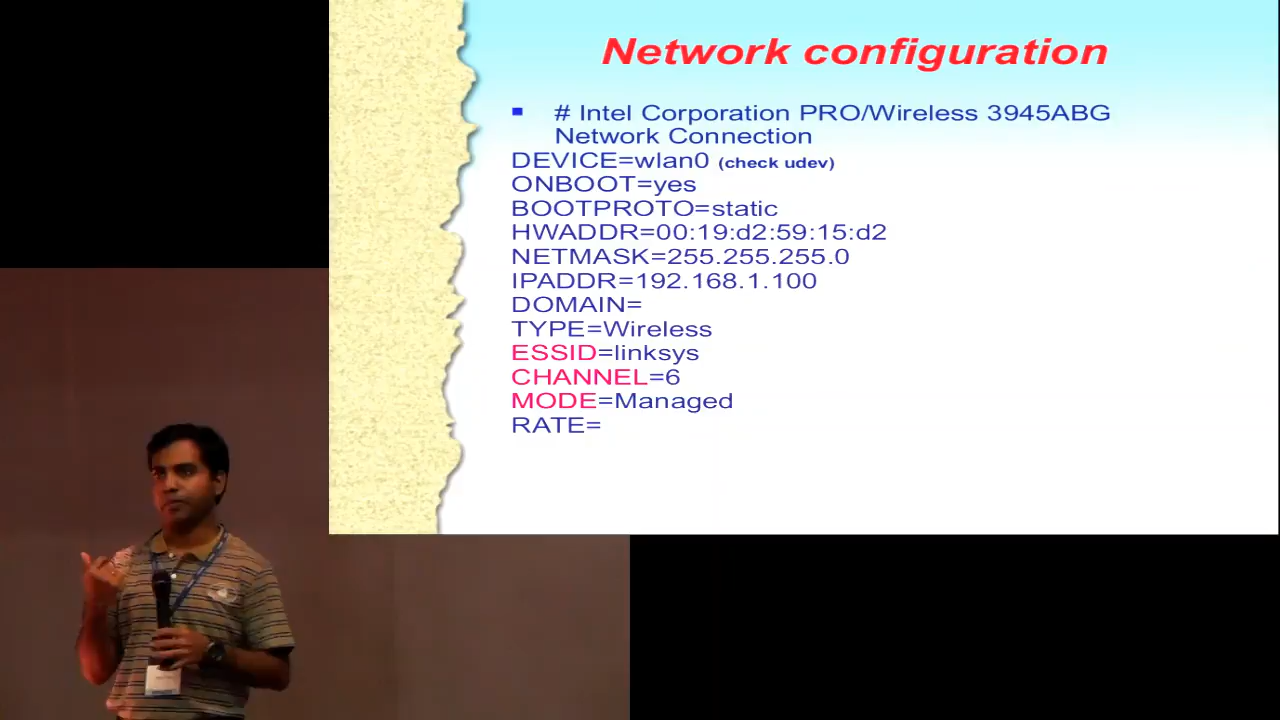 Network configuration
# Intel Corporation PRO/Wireless 3945ABG
Network Connection
DEVICE=wlan0 (check udev)
ONBOOT=yes
BOOTPROTO=static
HWADDR=00:19:d2:59:15:d2
NETMASK=255.255.255.0
IPADDR=192.168.1.100
DOMAIN=
TYPE=Wireless
ESSID=linksys
CHANNEL=6
MODE=Managed
RATE=